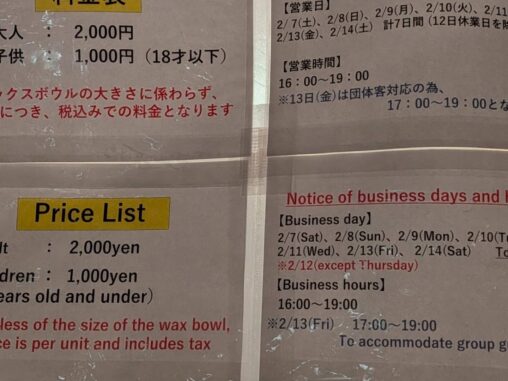 料金表
大人 : 2,000円
子供 : 1,000円（18才以下）
ックスボウルの大きさに係わらず、
につき、税込みでの料金となります
【営業日】
2/7(土)、2/8(日)、2/9(月)、2/10(火)、2/11
2/13(金)、2/14(土) 計7日間 (12日休業日を除
【営業時間】
16：00～19：00
※13日(金)は団体客対応の為、
17：00～19：00とな
Price List
lt : 2,000yen
dren : 1,000yen
ears old and under)
less of the size of the wax bowl,
ce is per unit and includes tax
Notice of business days and h
【Business day】
2/7(Sat)、2/8(Sun)、2/9(Mon)、2/10(Tu
2/11(Wed)、2/13(Fri)、2/14(Sat) To
※2/12(except Thursday)
【Business hours】
16:00～19:00
※2/13(Fri) 17:00～19:00
To accommodate group g